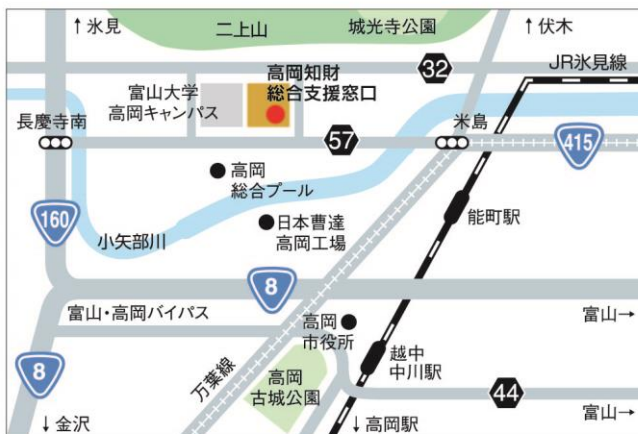 ↑氷見
二上山
城光寺公園
↑伏木
JR氷見線
32
高岡知財
総合支援窓口
富山大学
高岡キャンパス
長慶寺南
57
米島
415
高岡
総合プール
160
小矢部川
日本曹達
高岡工場
能町駅
8
富山・高岡バイパス
富山→
高岡
市役所
8
万葉線
高岡
古城公園
越中
中川駅
44
富山→
↓金沢
↓高岡駅